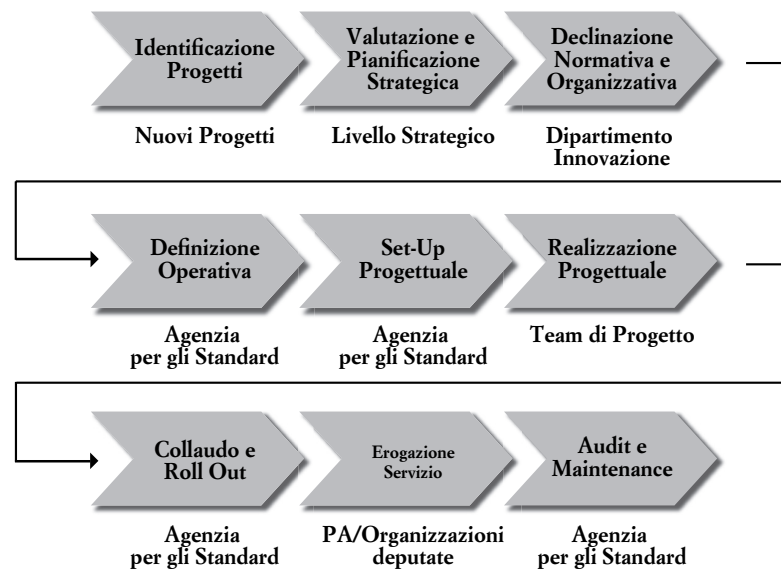 Identificazione
Progetti
Valutazione e
Pianificazione
Strategica
Declinazione
Normativa e
Organizzativa
Nuovi Progetti
Livello Strategico
Dipartimento
Innovazione
Definizione
Operativa
Set-Up
Progettuale
Realizzazione
Progettuale
Agenzia
per gli Standard
Agenzia
per gli Standard
Team di Progetto
Collaudo e
Roll Out
Erogazione
Servizio
Audit e
Maintenance
Agenzia
per gli Standard
PA/Organizzazioni
deputate
Agenzia
per gli Standard